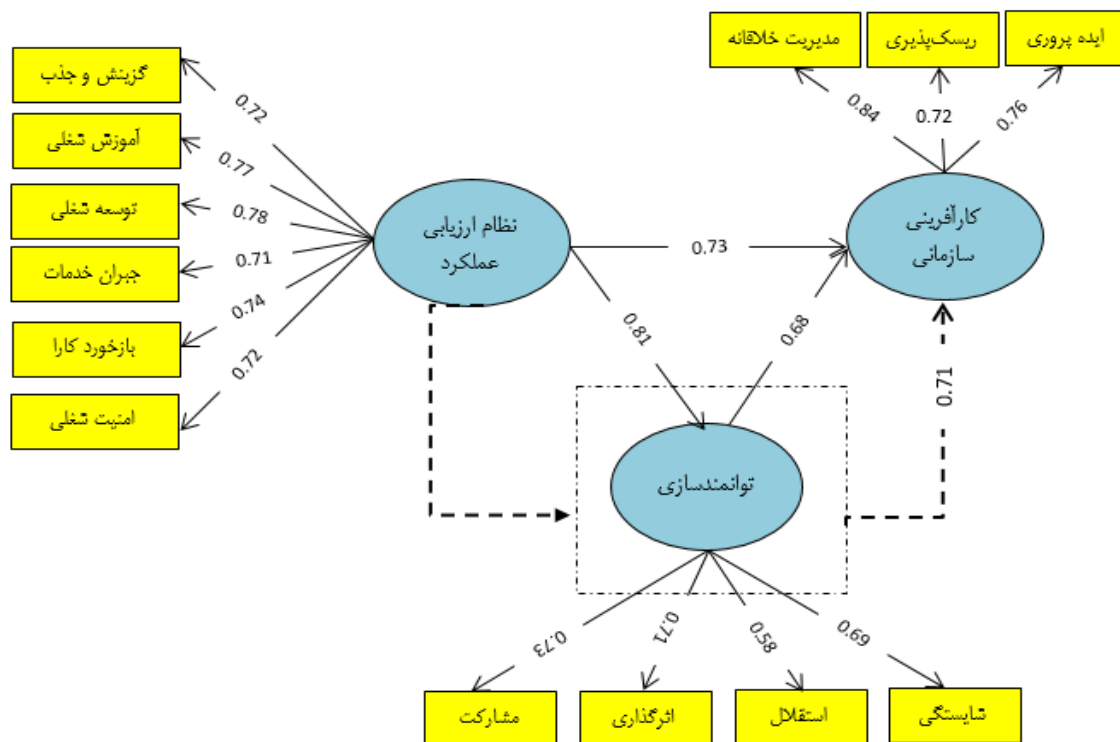 مدیریت خلاقانه
ریسک‌پذیری
ایده پروری
0.84
0.72
0.76
گزینش و جذب
آموزش شغلی
توسعه شغلی
جبران خدمات
بازخورد کارا
امنیت شغلی
0.72
0.77
0.78
0.71
0.74
0.72
نظام ارزیابی
عملکرد
0.73
کارآفرینی
سازمانی
0.81
0.68
0.71
توانمندسازی
0.73
0.71
0.58
0.69
مشارکت
اثرگذاری
استقلال
شایستگی